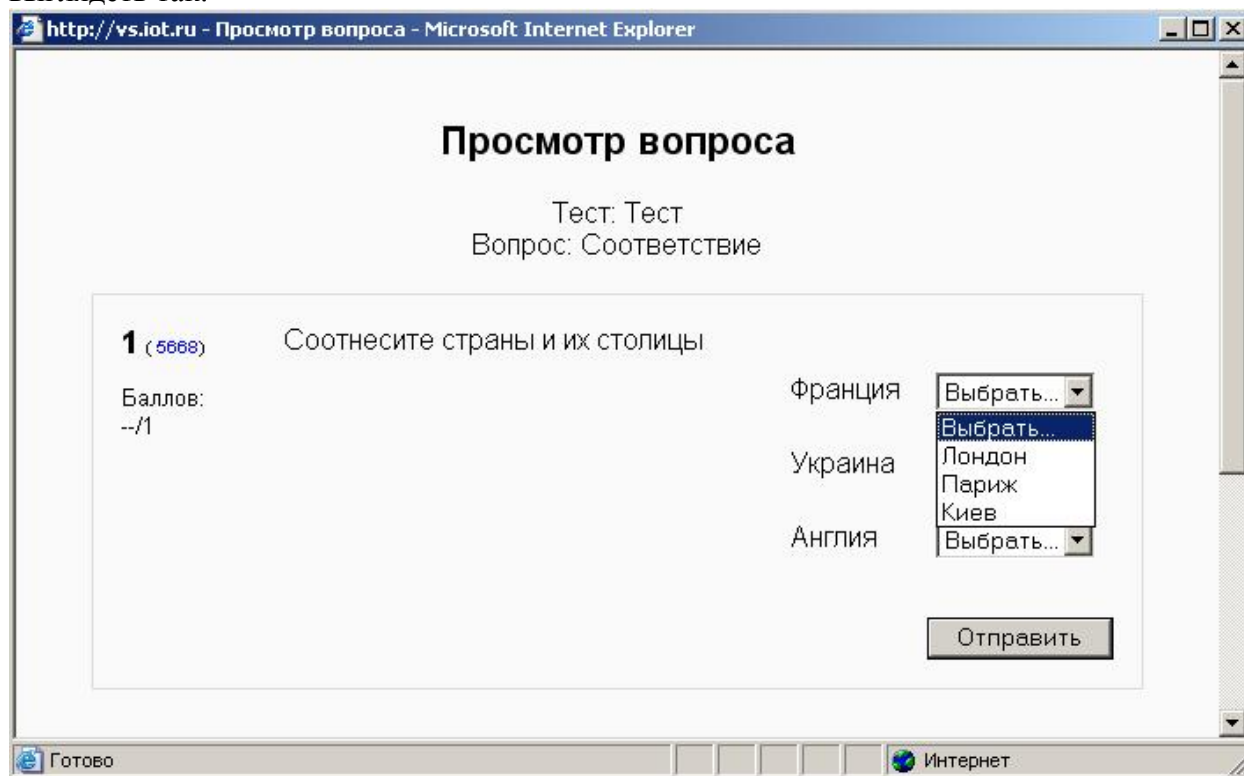 http://vs.iot.ru - Просмотр вопроса - Microsoft Internet Explorer
Просмотр вопроса
Тест: Тест
Вопрос: Соответствие
1 (5668)
Соотнесите страны и их столицы
Баллов:
--/1
Франция
Выбрать...
Выбрать...
Лондон
Париж
Киев
Украина
Англия
Выбрать...
Отправить
Готово
Интернет